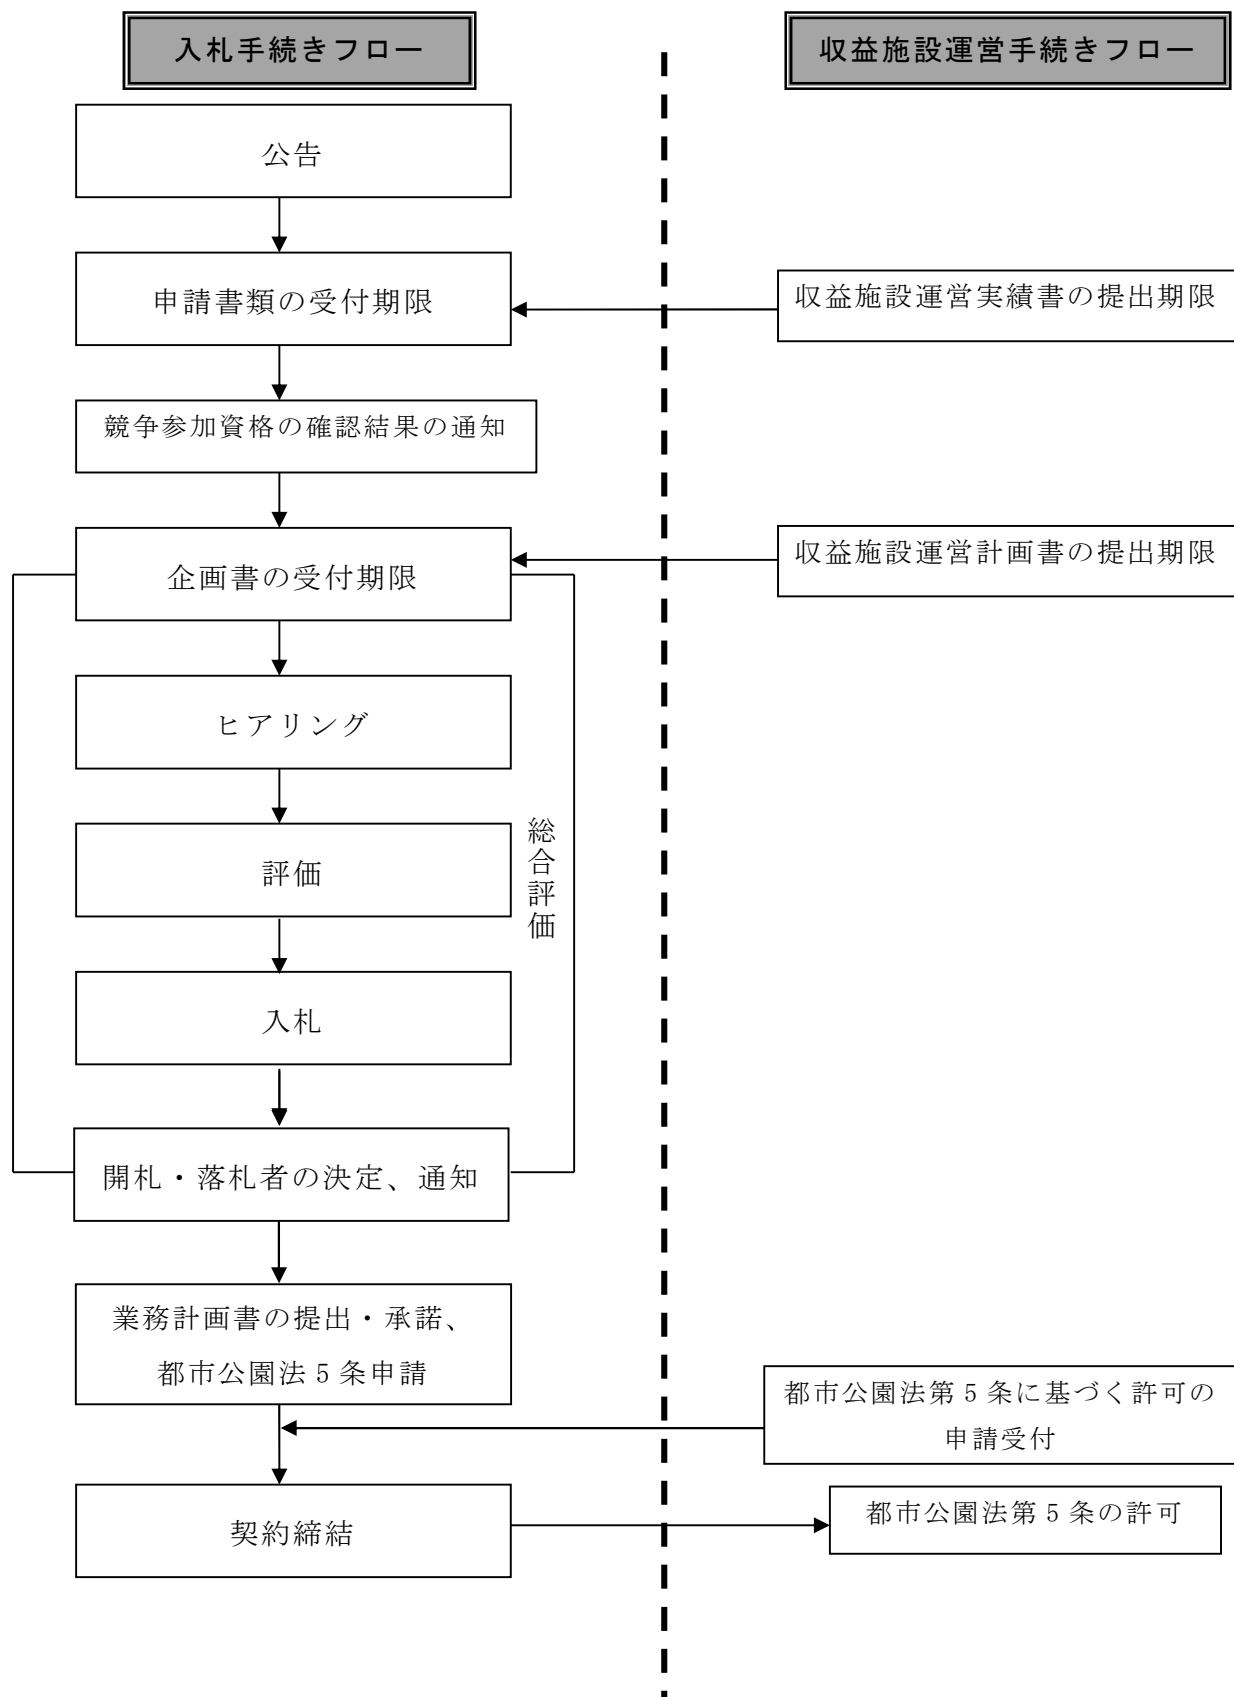 入札手続きフロー
収益施設運営手続きフロー
公告
申請書類の受付期限
収益施設運営実績書の提出期限
競争参加資格の確認結果の通知
企画書の受付期限
収益施設運営計画書の提出期限
ヒアリング
評価
総合評価
入札
開札・落札者の決定、通知
業務計画書の提出・承諾、
都市公園法5条申請
都市公園法第5条に基づく許可の
申請受付
契約締結
都市公園法第5条の許可